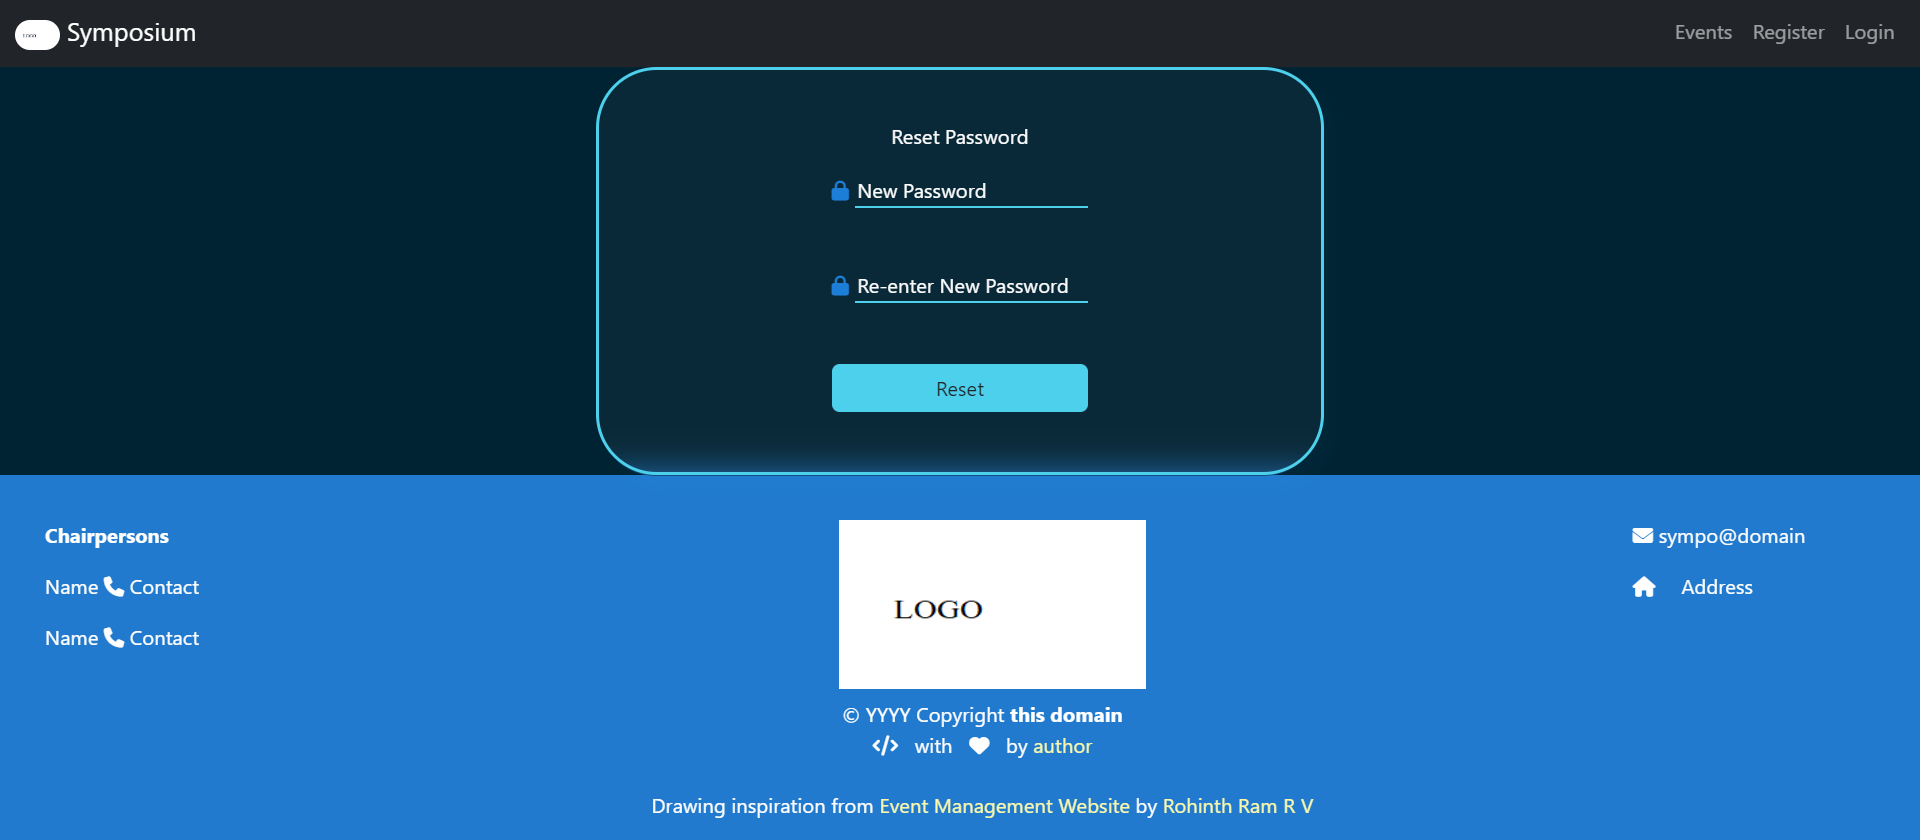 LOGO Symposium Events Register Login
Reset Password
New Password
Re-enter New Password
Reset
Chairpersons
Name Contact
Name Contact
LOGO
© YYYY Copyright this domain
with by author
Drawing inspiration from Event Management Website by Rohinth Ram R V
sympo@domain
Address